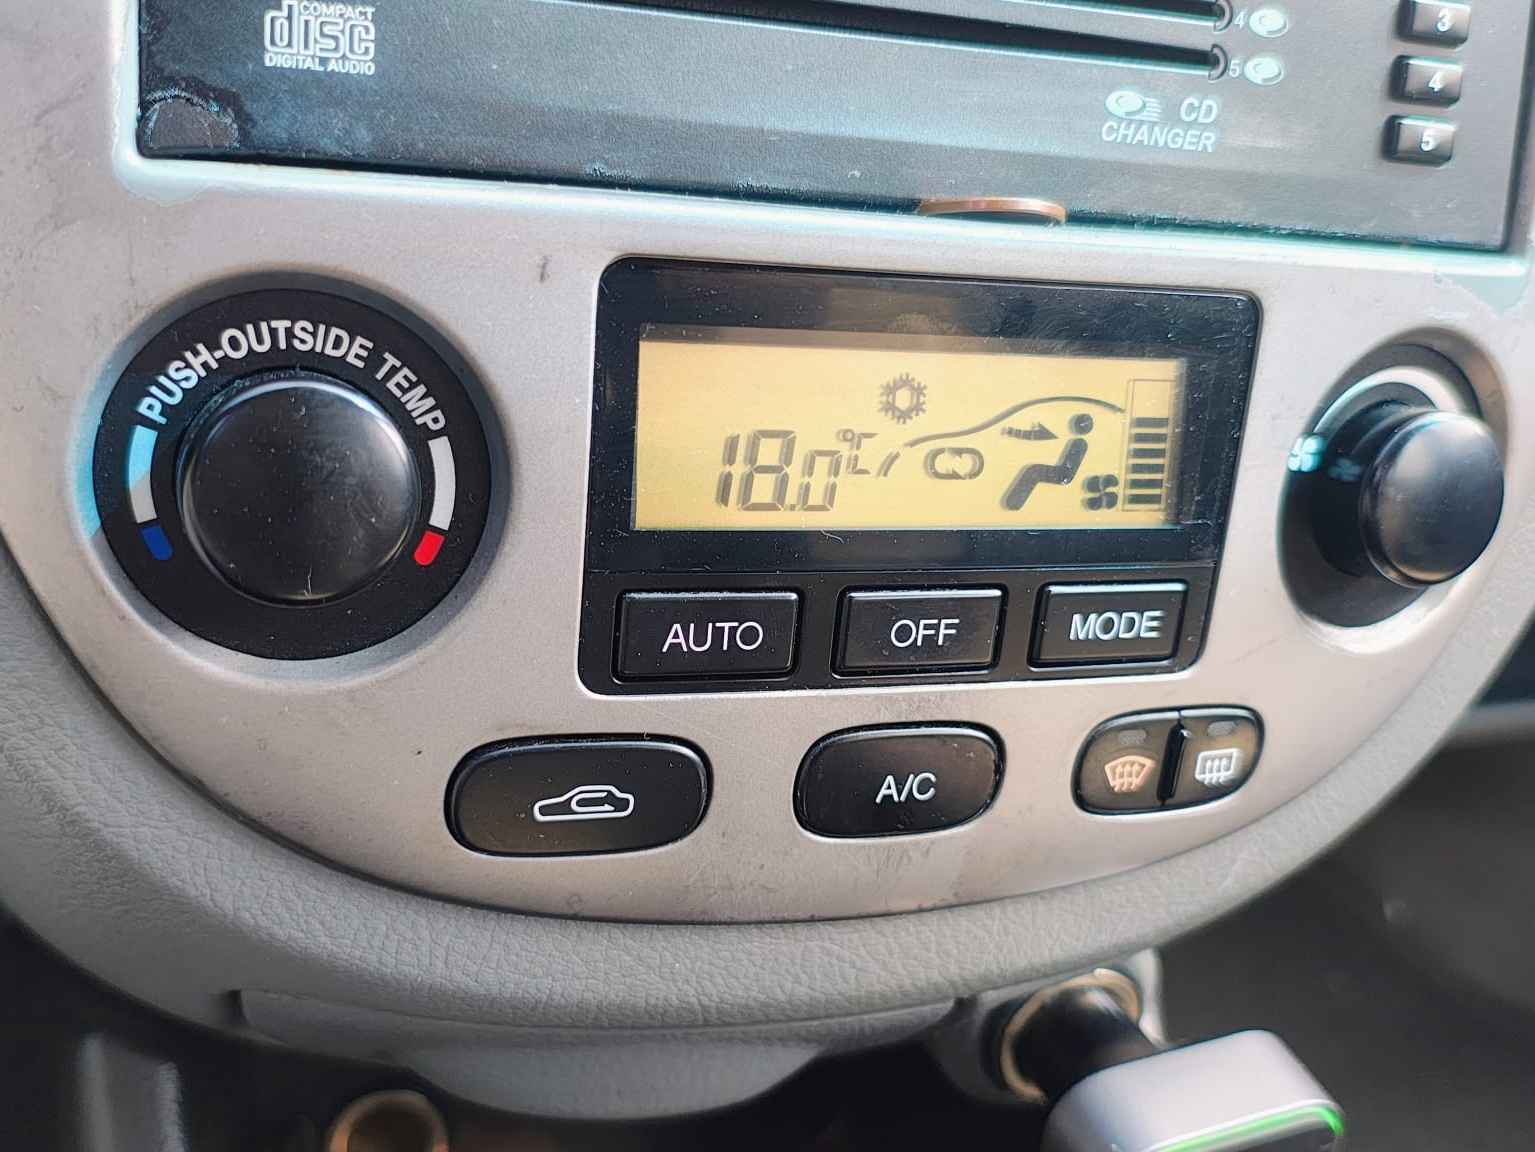 COMPACT
disc
DIGITAL AUDIO
4
5
CD
CHANGER
3
4
5
PUSH-OUTSIDE TEMP
18.0°C
AUTO
OFF
MODE
A/C